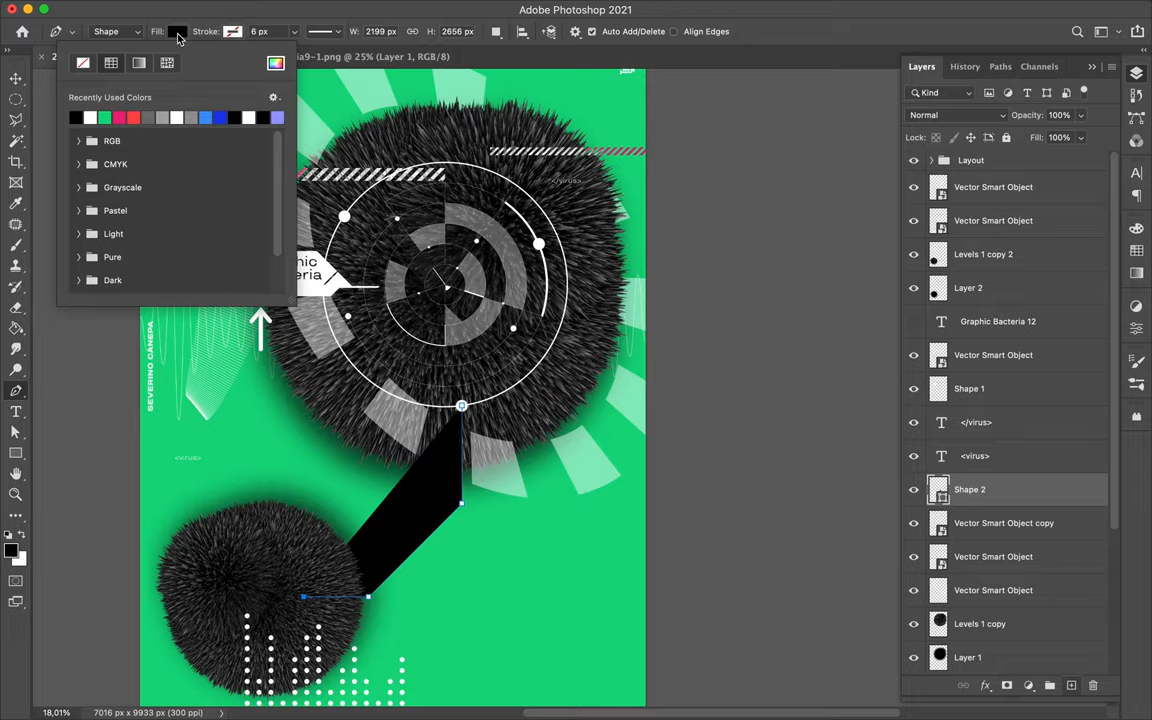 Adobe Photoshop 2021
Shape
Fill:
Stroke:
6 px
W: 2199 px
H: 2656 px
Auto Add/Delete
Align Edges
ia9-1.png @ 25% (Layer 1, RGB/8)
Recently Used Colors
RGB
CMYK
Grayscale
Pastel
Light
Pure
Dark
</virus>
hic
eria
SEVERINO CANEPA
<virus>
Layers
History
Paths
Channels
Kind
Normal
Opacity: 100%
Lock:
Fill: 100%
Layout
Vector Smart Object
Vector Smart Object
Levels 1 copy 2
Layer 2
Graphic Bacteria 12
Vector Smart Object
Shape 1
</virus>
<virus>
Shape 2
Vector Smart Object copy
Vector Smart Object
Vector Smart Object
Levels 1 copy
Layer 1
18,01%
7016 px x 9933 px (300 ppi)